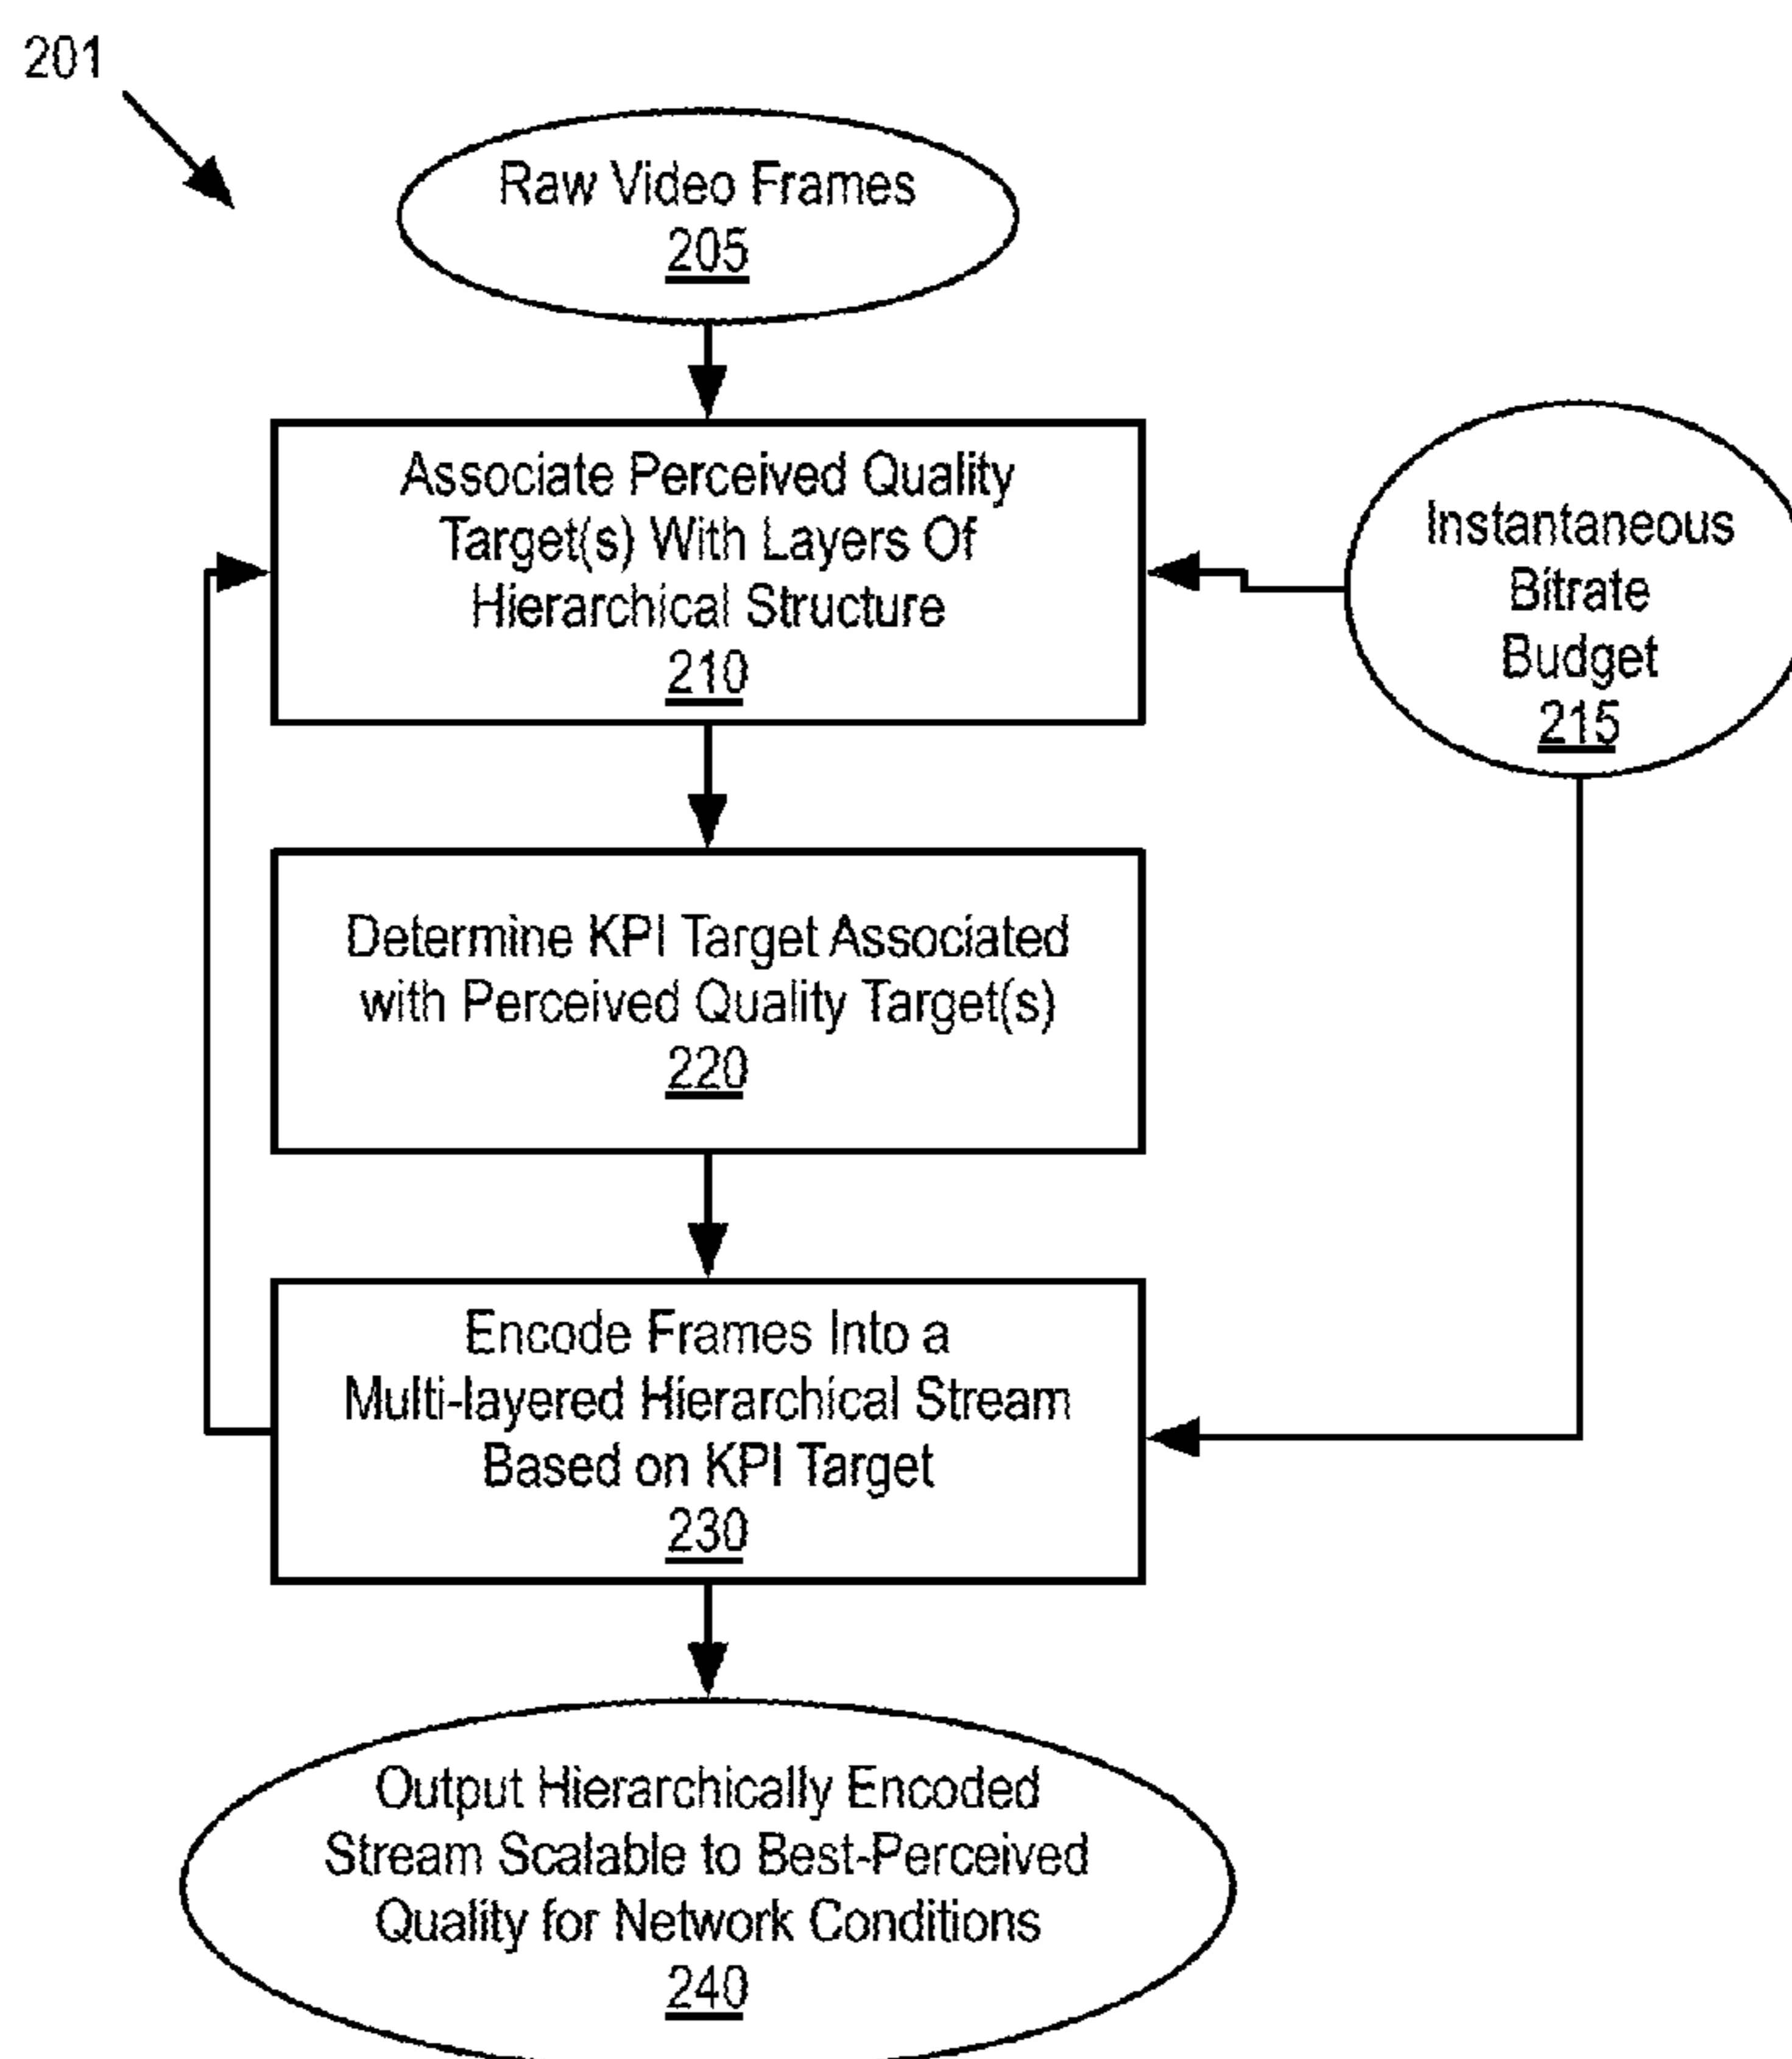 201
Raw Video Frames
205
Associate Perceived Quality
Target(s) With Layers Of
Hierarchical Structure
210
Instantaneous
Bitrate
Budget
215
Determine KPI Target Associated
with Perceived Quality Target(s)
220
Encode Frames Into a
Multi-layered Hierarchical Stream
Based on KPI Target
230
Output Hierarchically Encoded
Stream Scalable to Best-Perceived
Quality for Network Conditions
240